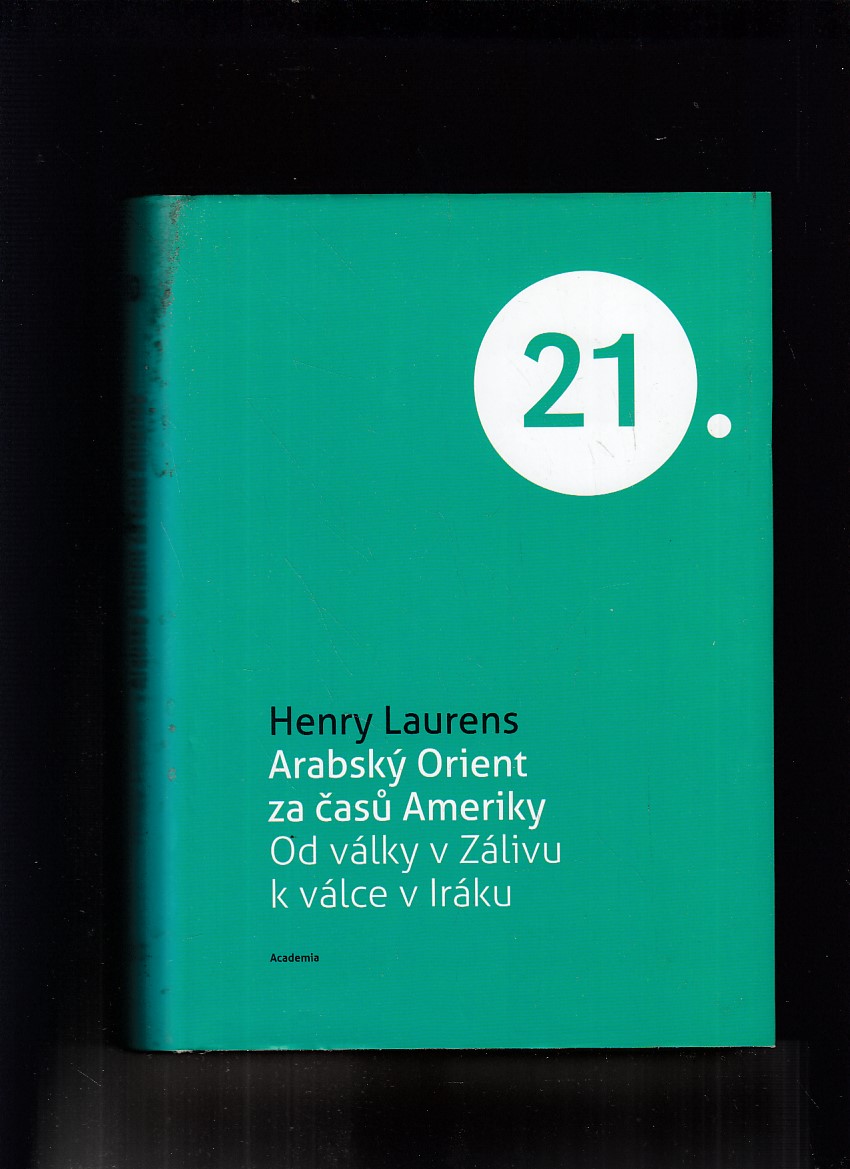 21.
Henry Laurens
Arabský Orient
za časů Ameriky
Od války v Zálivu
k válce v Iráku
Academia